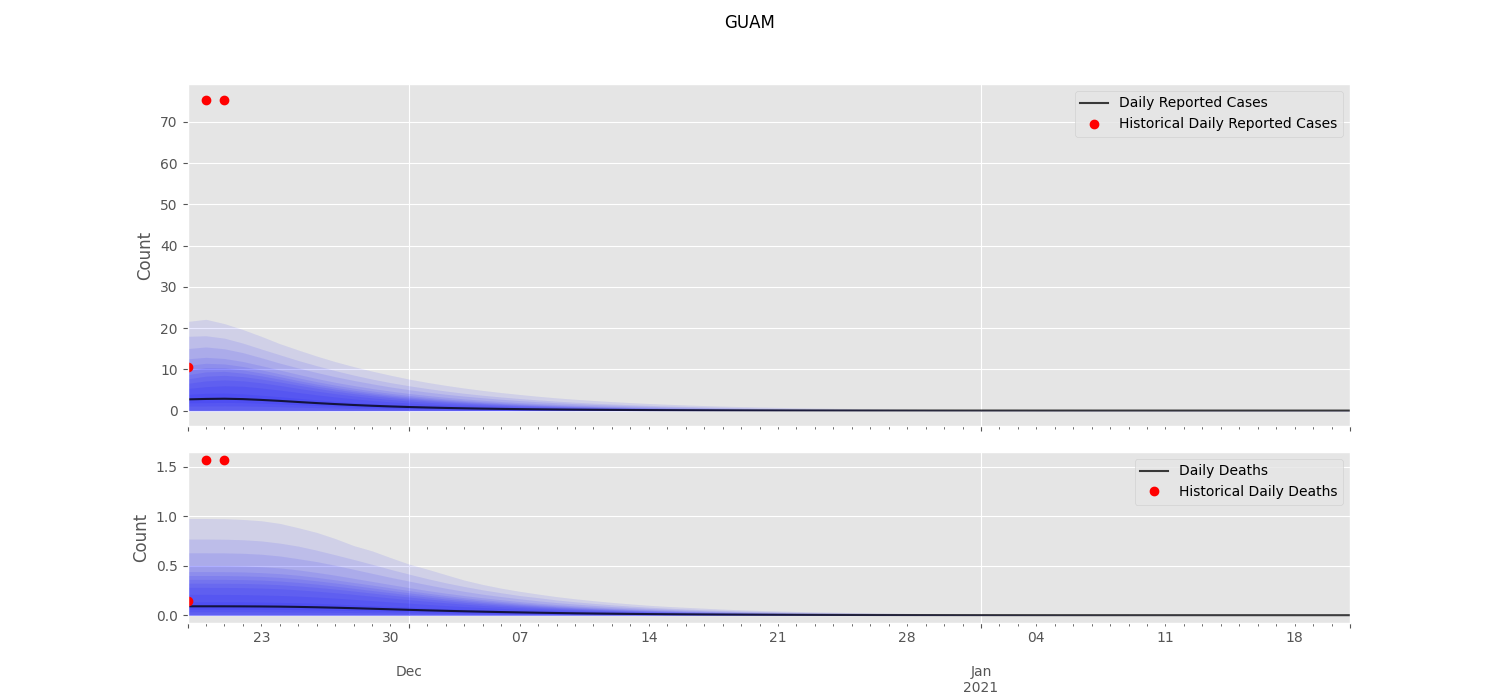 GUAM
Daily Reported Cases
Historical Daily Reported Cases
70
60
50
40
30
20
10
0
Count
Daily Deaths
Historical Daily Deaths
1.5
1.0
0.5
0.0
Count
23 30 07 14 21 28 04 11 18
Dec Jan
2021